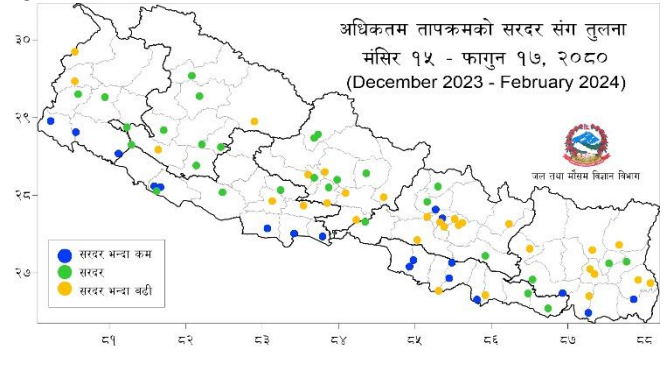 अधिकतम तापक्रमको सरदर संग तुलना
मंसिर १५ - फागुन १७, २०८०
(December 2023 - February 2024)
जल तथा मौसम विज्ञान विभाग
सरदर भन्दा कम
सरदर
सरदर भन्दा बढी
३०
२९
२८
२७
८१
८२
८३
८४
८५
८६
८७
८८